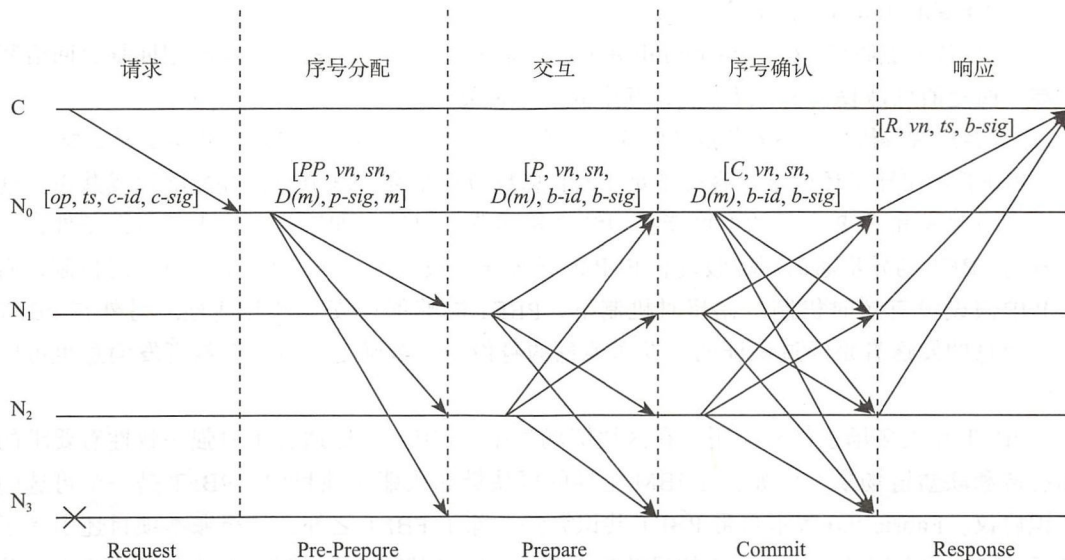 请求 序号分配 交互 序号确认 响应
C
[R, vn, ts, b-sig]
[op, ts, c-id, c-sig]
[PP, vn, sn,
D(m), p-sig, m]
[P, vn, sn,
D(m), b-id, b-sig]
[C, vn, sn,
D(m), b-id, b-sig]
N₀
N₁
N₂
N₃
Request Pre-Prepqre Prepare Commit Response